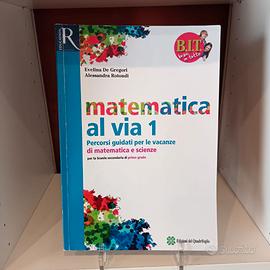 R
B.I.T.
Evelina De Gregori
Alessandra Rotondi
matematica
al via 1
Percorsi guidati per le vacanze
di matematica e scienze
per la Scuola secondaria di primo grado
Edizioni del Quadrifoglio